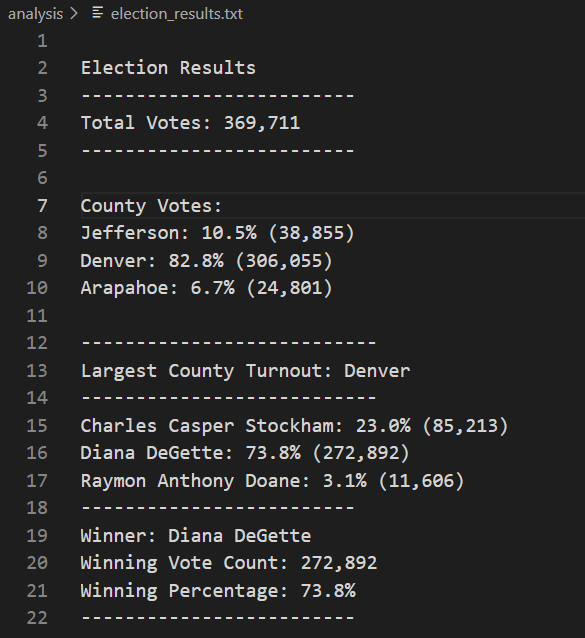 analysis > election_results.txt
1
2 Election Results
3 -------------------------
4 Total Votes: 369,711
5 -------------------------
6
7 County Votes:
8 Jefferson: 10.5% (38,855)
9 Denver: 82.8% (306,055)
10 Arapahoe: 6.7% (24,801)
11
12 ---------------------------
13 Largest County Turnout: Denver
14 ---------------------------
15 Charles Casper Stockham: 23.0% (85,213)
16 Diana DeGette: 73.8% (272,892)
17 Raymon Anthony Doane: 3.1% (11,606)
18 -------------------------
19 Winner: Diana DeGette
20 Winning Vote Count: 272,892
21 Winning Percentage: 73.8%
22 -------------------------